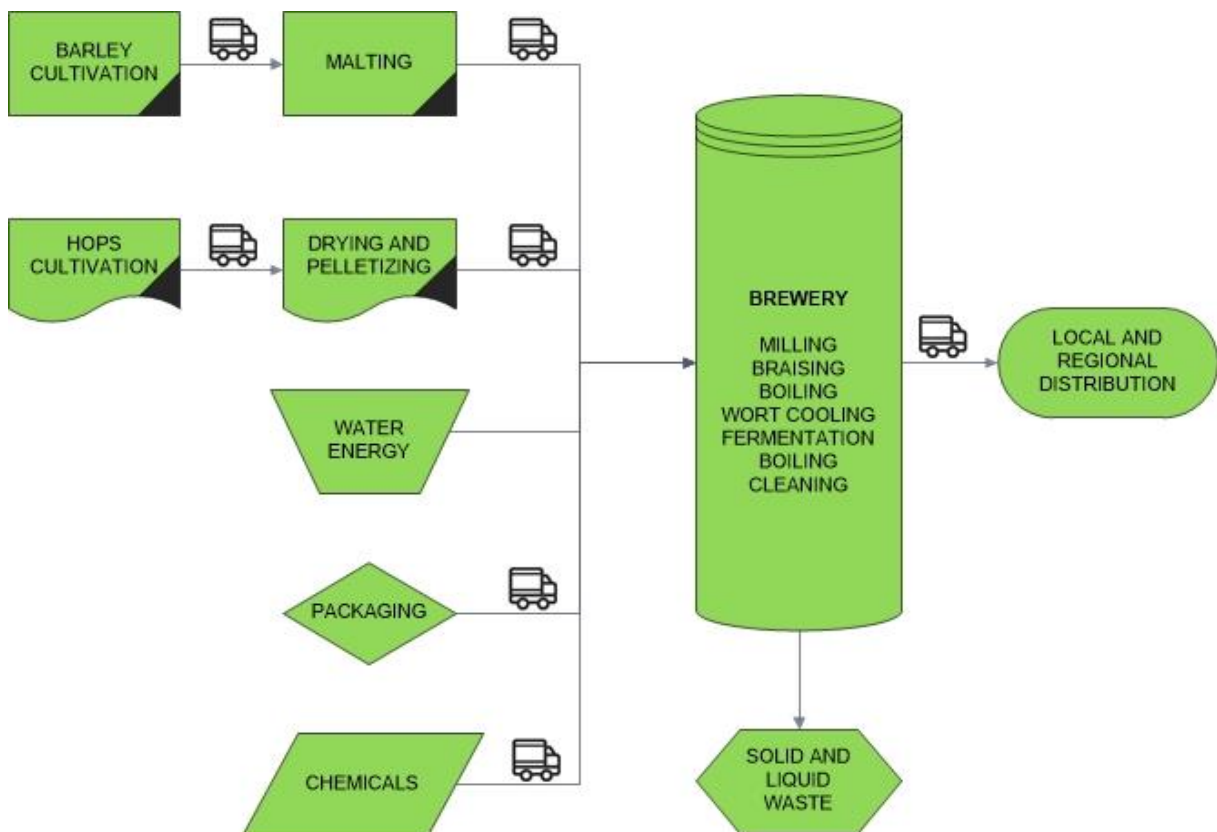 BARLEY
CULTIVATION
MALTING
HOPS
CULTIVATION
DRYING AND
PELLETIZING
WATER
ENERGY
PACKAGING
CHEMICALS
BREWERY
MILLING
BRAISING
BOILING
WORT COOLING
FERMENTATION
BOILING
CLEANING
LOCAL AND
REGIONAL
DISTRIBUTION
SOLID AND
LIQUID
WASTE